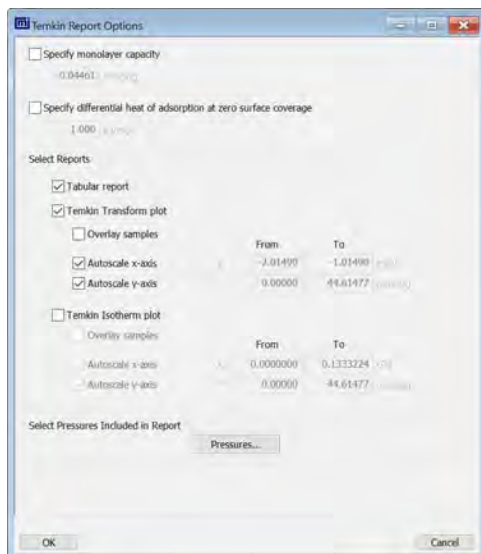 Temkin Report Options
Specify monolayer capacity
0.04461
Specify differential heat of adsorption at zero surface coverage
1.000
Select Reports
Tabular report
Temkin Transform plot
Overlay samples
From To
Autoscale x-axis -2.01490 -1.01490
Autoscale y-axis 0.00000 44.61477
Temkin Isotherm plot
Overlay samples
From To
Autoscale x-axis 0.0000000 0.1333224
Autoscale y-axis 0.00000 44.61477
Select Pressures Included in Report
Pressures...
OK Cancel